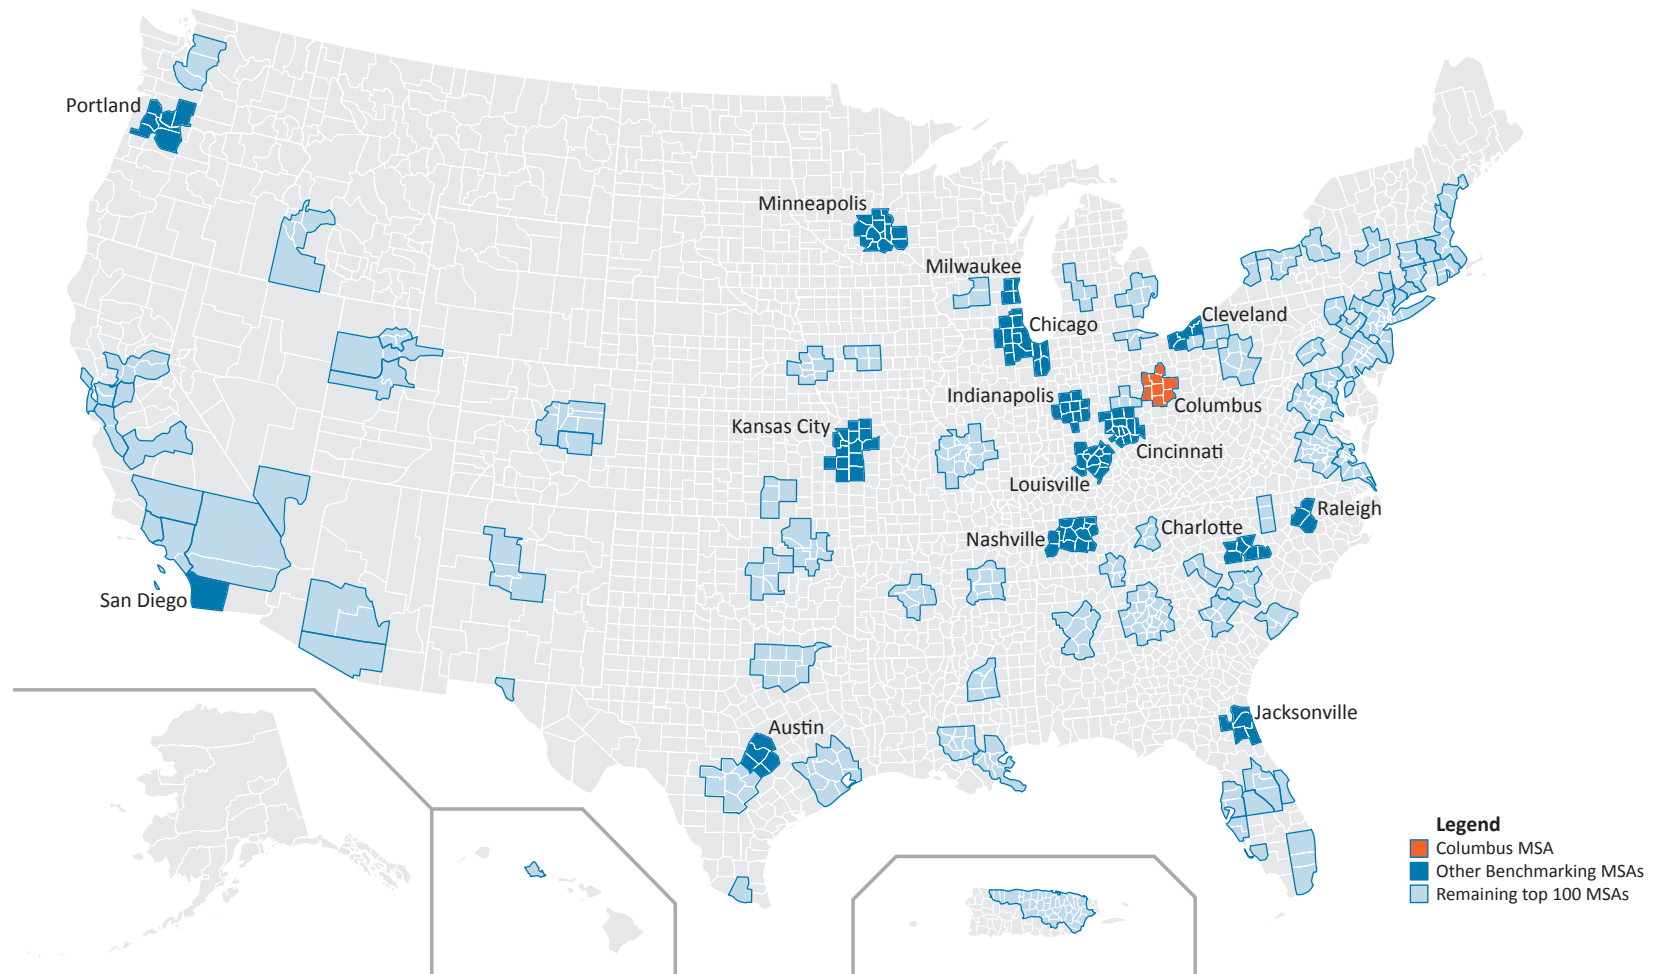 Portland
Minneapolis
Milwaukee
Chicago
Cleveland
Indianapolis
Columbus
Kansas City
Cincinnati
Louisville
Raleigh
Charlotte
Nashville
San Diego
Jacksonville
Austin
Legend
Columbus MSA
Other Benchmarking MSAs
Remaining top 100 MSAs